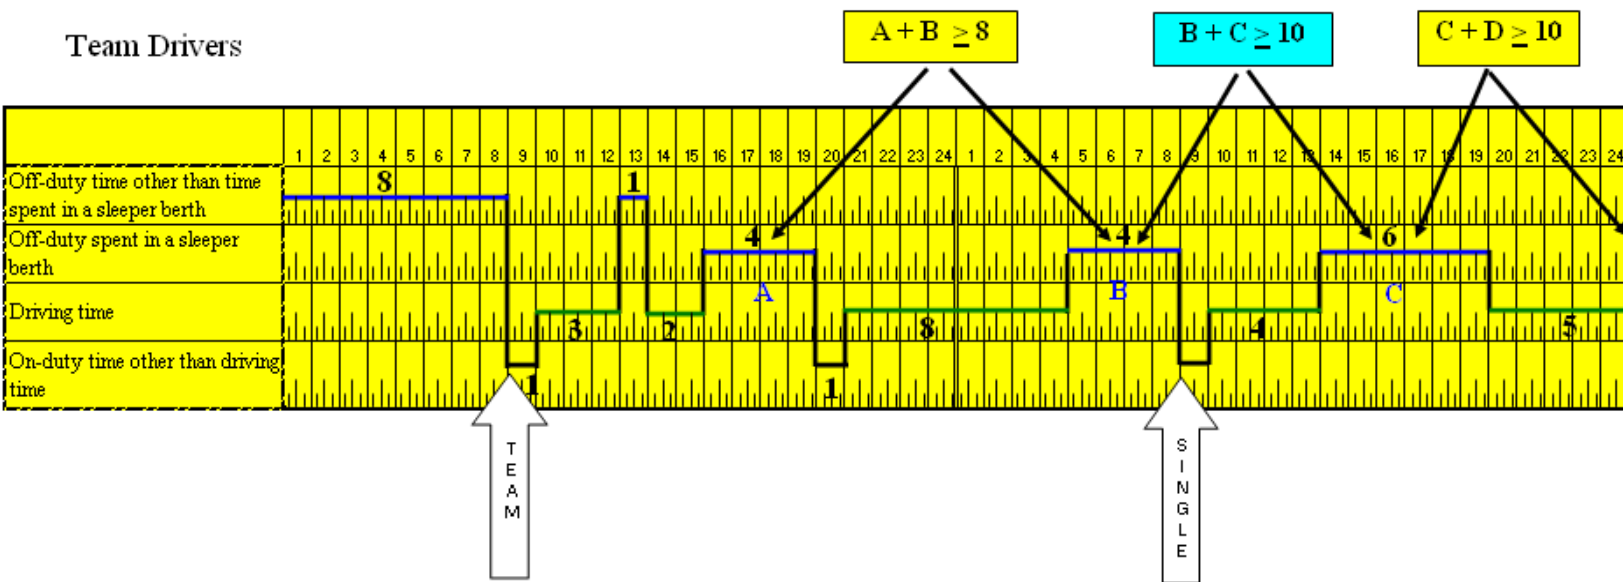 Team Drivers
A + B ≥ 8
B + C ≥ 10
C + D ≥ 10
1 2 3 4 5 6 7 8 9 10 11 12 13 14 15 16 17 18 19 20 21 22 23 24 1 2 3 4 5 6 7 8 9 10 11 12 13 14 15 16 17 18 19 20 21 22 23 24
Off-duty time other than time
spent in a sleeper berth
8
1
Off-duty spent in a sleeper
berth
4
4
6
A
B
C
Driving time
3
2
8
4
5
On-duty time other than driving
time
1
1
TEAM
SINGLE